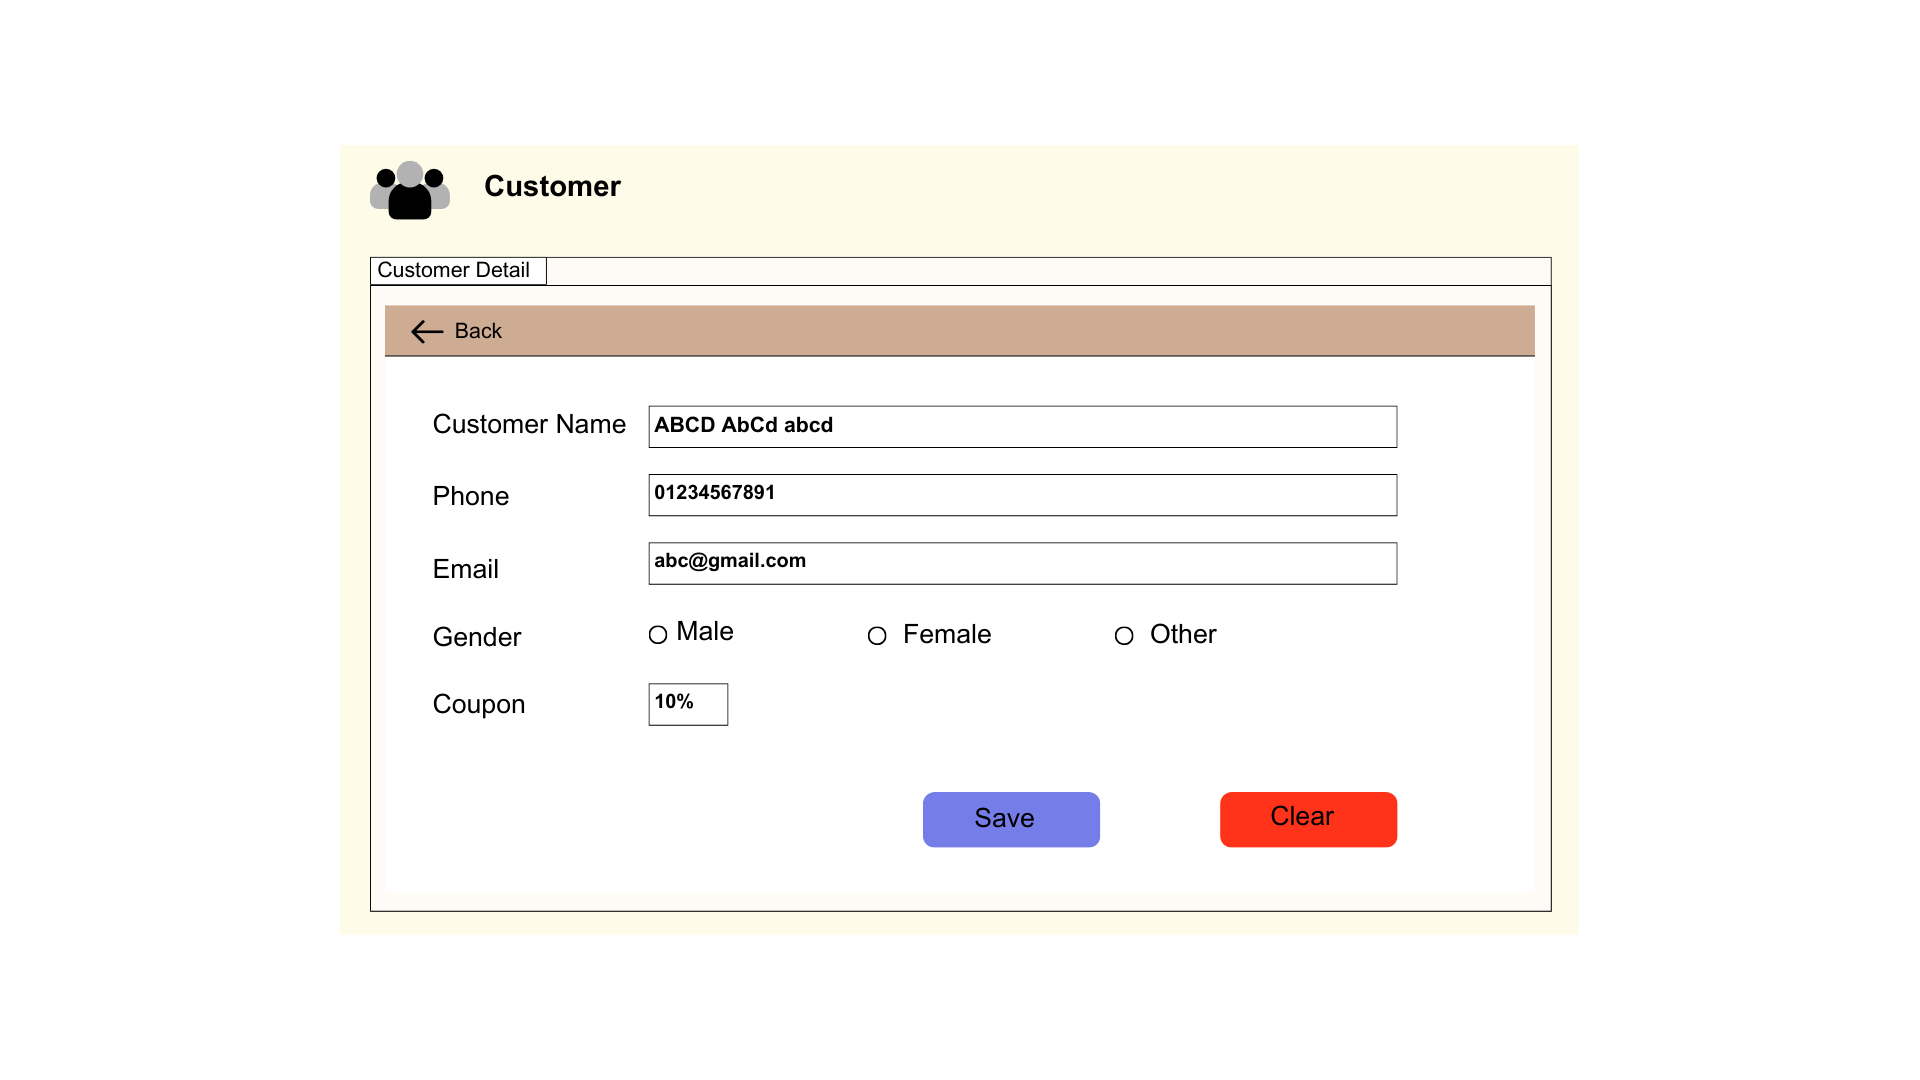 Customer
Customer Detail
Back
Customer Name ABCD AbCd abcd
Phone 01234567891
Email abc@gmail.com
Gender Male Female Other
Coupon 10%
Save Clear